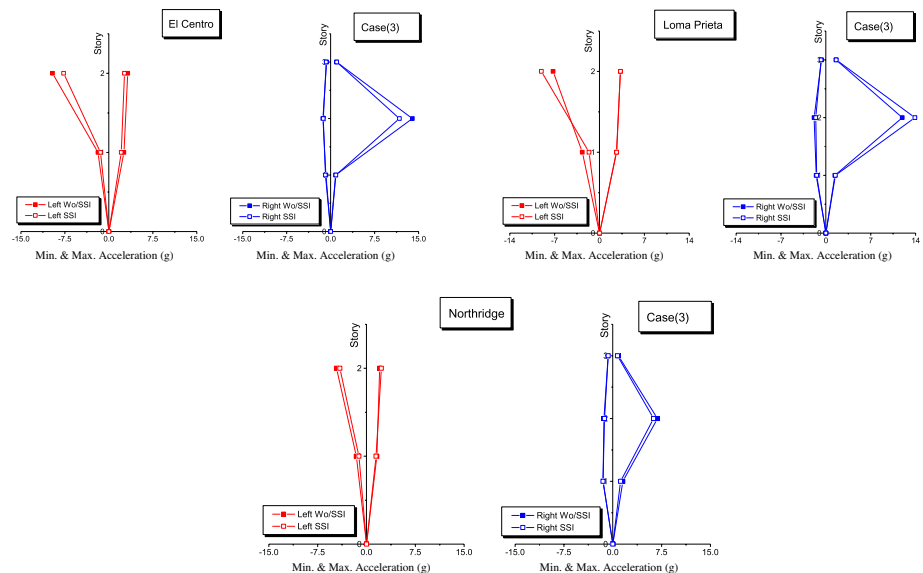 El Centro
Case(3)
Story
2
1
0
Left Wo/SSI
Left SSI
-15.0 -7.5 0.0 7.5 15.0
Min. & Max. Acceleration (g)
Story
3
2
1
0
Right Wo/SSI
Right SSI
-15.0 -7.5 0.0 7.5 15.0
Min. & Max. Acceleration (g)
Loma Prieta
Case(3)
Story
2
1
0
Left Wo/SSI
Left SSI
-14 -7 0 7 14
Min. & Max. Acceleration (g)
Story
2
1
0
Right Wo/SSI
Right SSI
-14 -7 0 7 14
Min. & Max. Acceleration (g)
Northridge
Case(3)
Story
2
1
0
Left Wo/SSI
Left SSI
-15.0 -7.5 0.0 7.5 15.0
Min. & Max. Acceleration (g)
Story
3
2
1
0
Right Wo/SSI
Right SSI
-15.0 -7.5 0.0 7.5 15.0
Min. & Max. Acceleration (g)